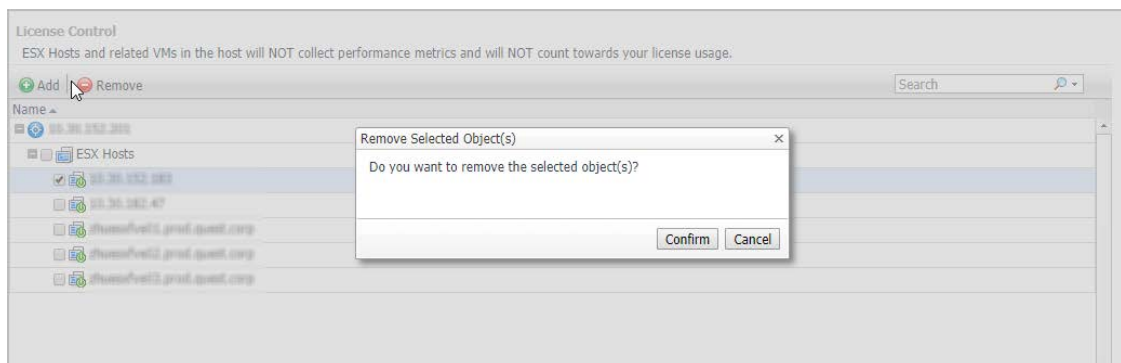 License Control
ESX Hosts and related VMs in the host will NOT collect performance metrics and will NOT count towards your license usage.
Add Remove Search
Name
ESX Hosts
Remove Selected Object(s)
Do you want to remove the selected object(s)?
Confirm Cancel